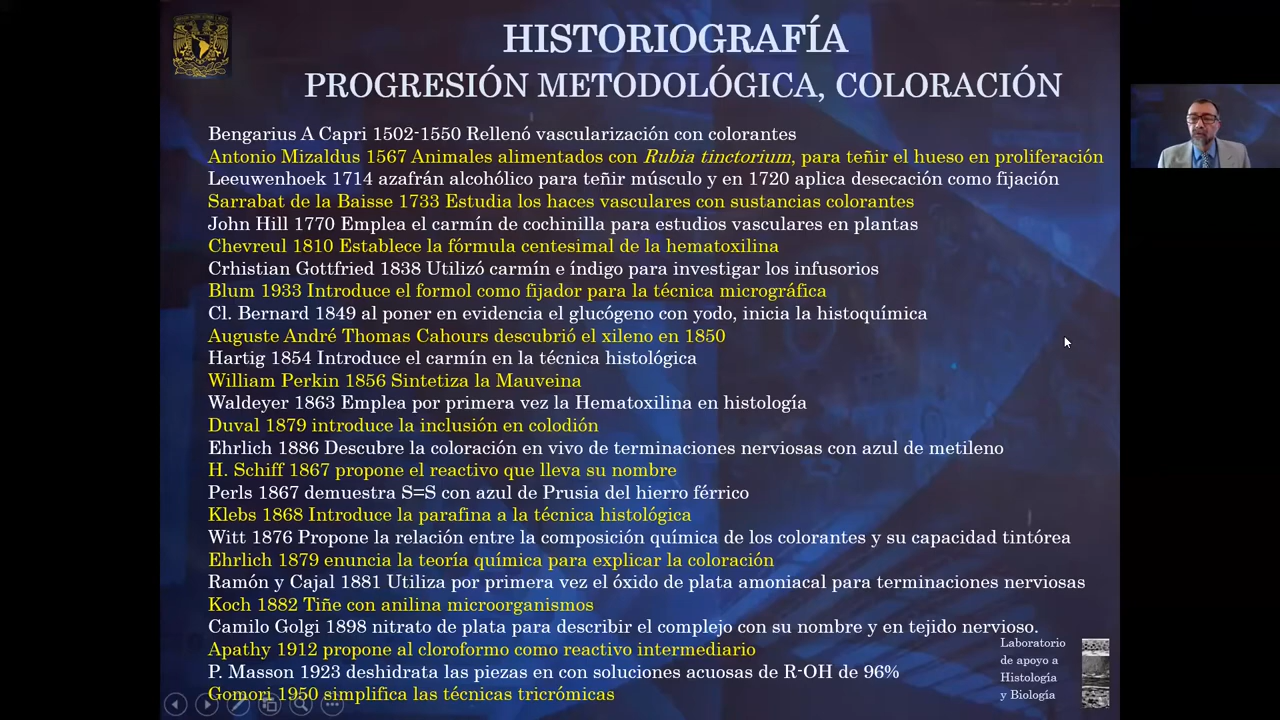 HISTORIOGRAFÍA
PROGRESIÓN METODOLÓGICA, COLORACIÓN
Bengarius A Capri 1502-1550 Rellenó vascularización con colorantes
Antonio Mizaldus 1567 Animales alimentados con Rubia tinctorium, para teñir el hueso en proliferación
Leeuwenhoek 1714 azafrán alcohólico para teñir músculo y en 1720 aplica desecación como fijación
Sarrabat de la Baisse 1733 Estudia los haces vasculares con sustancias colorantes
John Hill 1770 Emplea el carmín de cochinilla para estudios vasculares en plantas
Chevreul 1810 Establece la fórmula centesimal de la hematoxilina
Crhistian Gottfried 1838 Utilizó carmín e índigo para investigar los infusorios
Blum 1933 Introduce el formol como fijador para la técnica micrográfica
Cl. Bernard 1849 al poner en evidencia el glucógeno con yodo, inicia la histoquímica
Auguste André Thomas Cahours descubrió el xileno en 1850
Hartig 1854 Introduce el carmín en la técnica histológica
William Perkin 1856 Sintetiza la Mauveina
Waldeyer 1863 Emplea por primera vez la Hematoxilina en histología
Duval 1879 introduce la inclusión en colodión
Ehrlich 1886 Descubre la coloración en vivo de terminaciones nerviosas con azul de metileno
H. Schiff 1867 propone el reactivo que lleva su nombre
Perls 1867 demuestra S=S con azul de Prusia del hierro férrico
Klebs 1868 Introduce la parafina a la técnica histológica
Witt 1876 Propone la relación entre la composición química de los colorantes y su capacidad tintórea
Ehrlich 1879 enuncia la teoría química para explicar la coloración
Ramón y Cajal 1881 Utiliza por primera vez el óxido de plata amoniacal para terminaciones nerviosas
Koch 1882 Tiñe con anilina microorganismos
Camilo Golgi 1898 nitrato de plata para describir el complejo con su nombre y en tejido nervioso.
Apathy 1912 propone al cloroformo como reactivo intermediario
P. Masson 1923 deshidrata las piezas en con soluciones acuosas de R-OH de 96%
Gomori 1950 simplifica las técnicas tricrómicas
Laboratorio
de apoyo a
Histología
y Biología